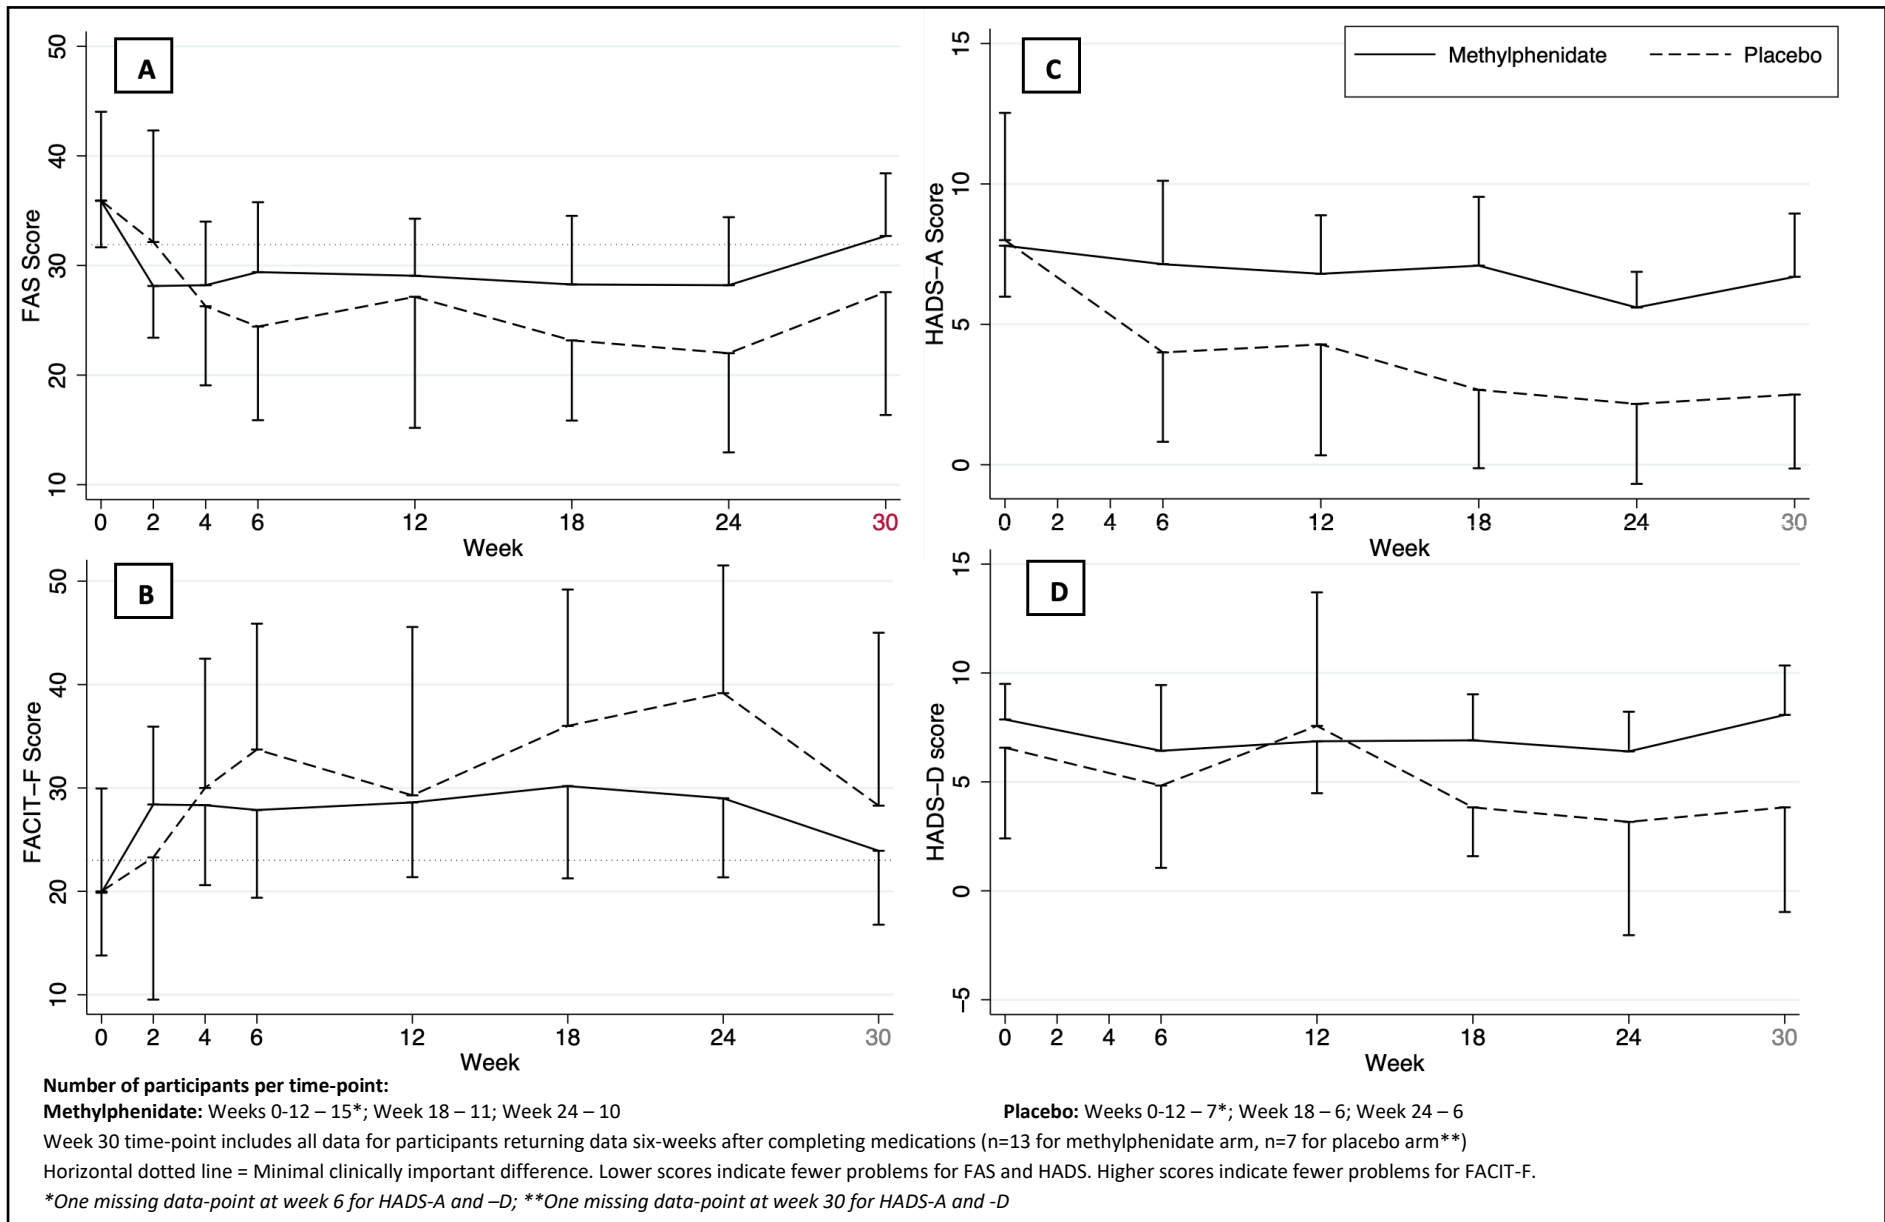 A
50
40
30
20
10
FAS Score
0 2 4 6 12 18 24 30
Week
C
Methylphenidate Placebo
15
10
5
0
HADS–A Score
0 2 4 6 12 18 24 30
Week
B
50
40
30
20
10
FACIT–F Score
0 2 4 6 12 18 24 30
Week
D
15
10
5
0
–5
HADS–D score
0 2 4 6 12 18 24 30
Week
Number of participants per time-point:
Methylphenidate: Weeks 0-12 – 15*; Week 18 – 11; Week 24 – 10 Placebo: Weeks 0-12 – 7*; Week 18 – 6; Week 24 – 6
Week 30 time-point includes all data for participants returning data six-weeks after completing medications (n=13 for methylphenidate arm, n=7 for placebo arm**)
Horizontal dotted line = Minimal clinically important difference. Lower scores indicate fewer problems for FAS and HADS. Higher scores indicate fewer problems for FACIT-F.
*One missing data-point at week 6 for HADS-A and –D; **One missing data-point at week 30 for HADS-A and -D